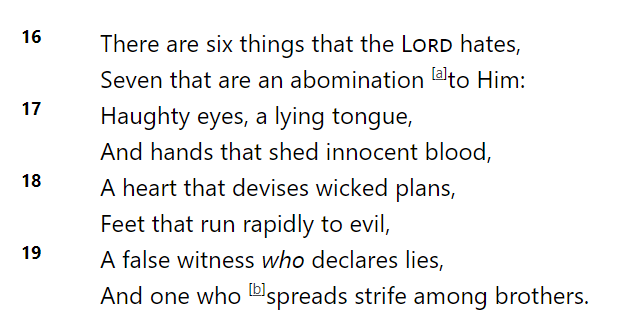 16 There are six things that the LORD hates,
Seven that are an abomination [a]to Him:
17 Haughty eyes, a lying tongue,
And hands that shed innocent blood,
18 A heart that devises wicked plans,
Feet that run rapidly to evil,
19 A false witness who declares lies,
And one who [b]spreads strife among brothers.